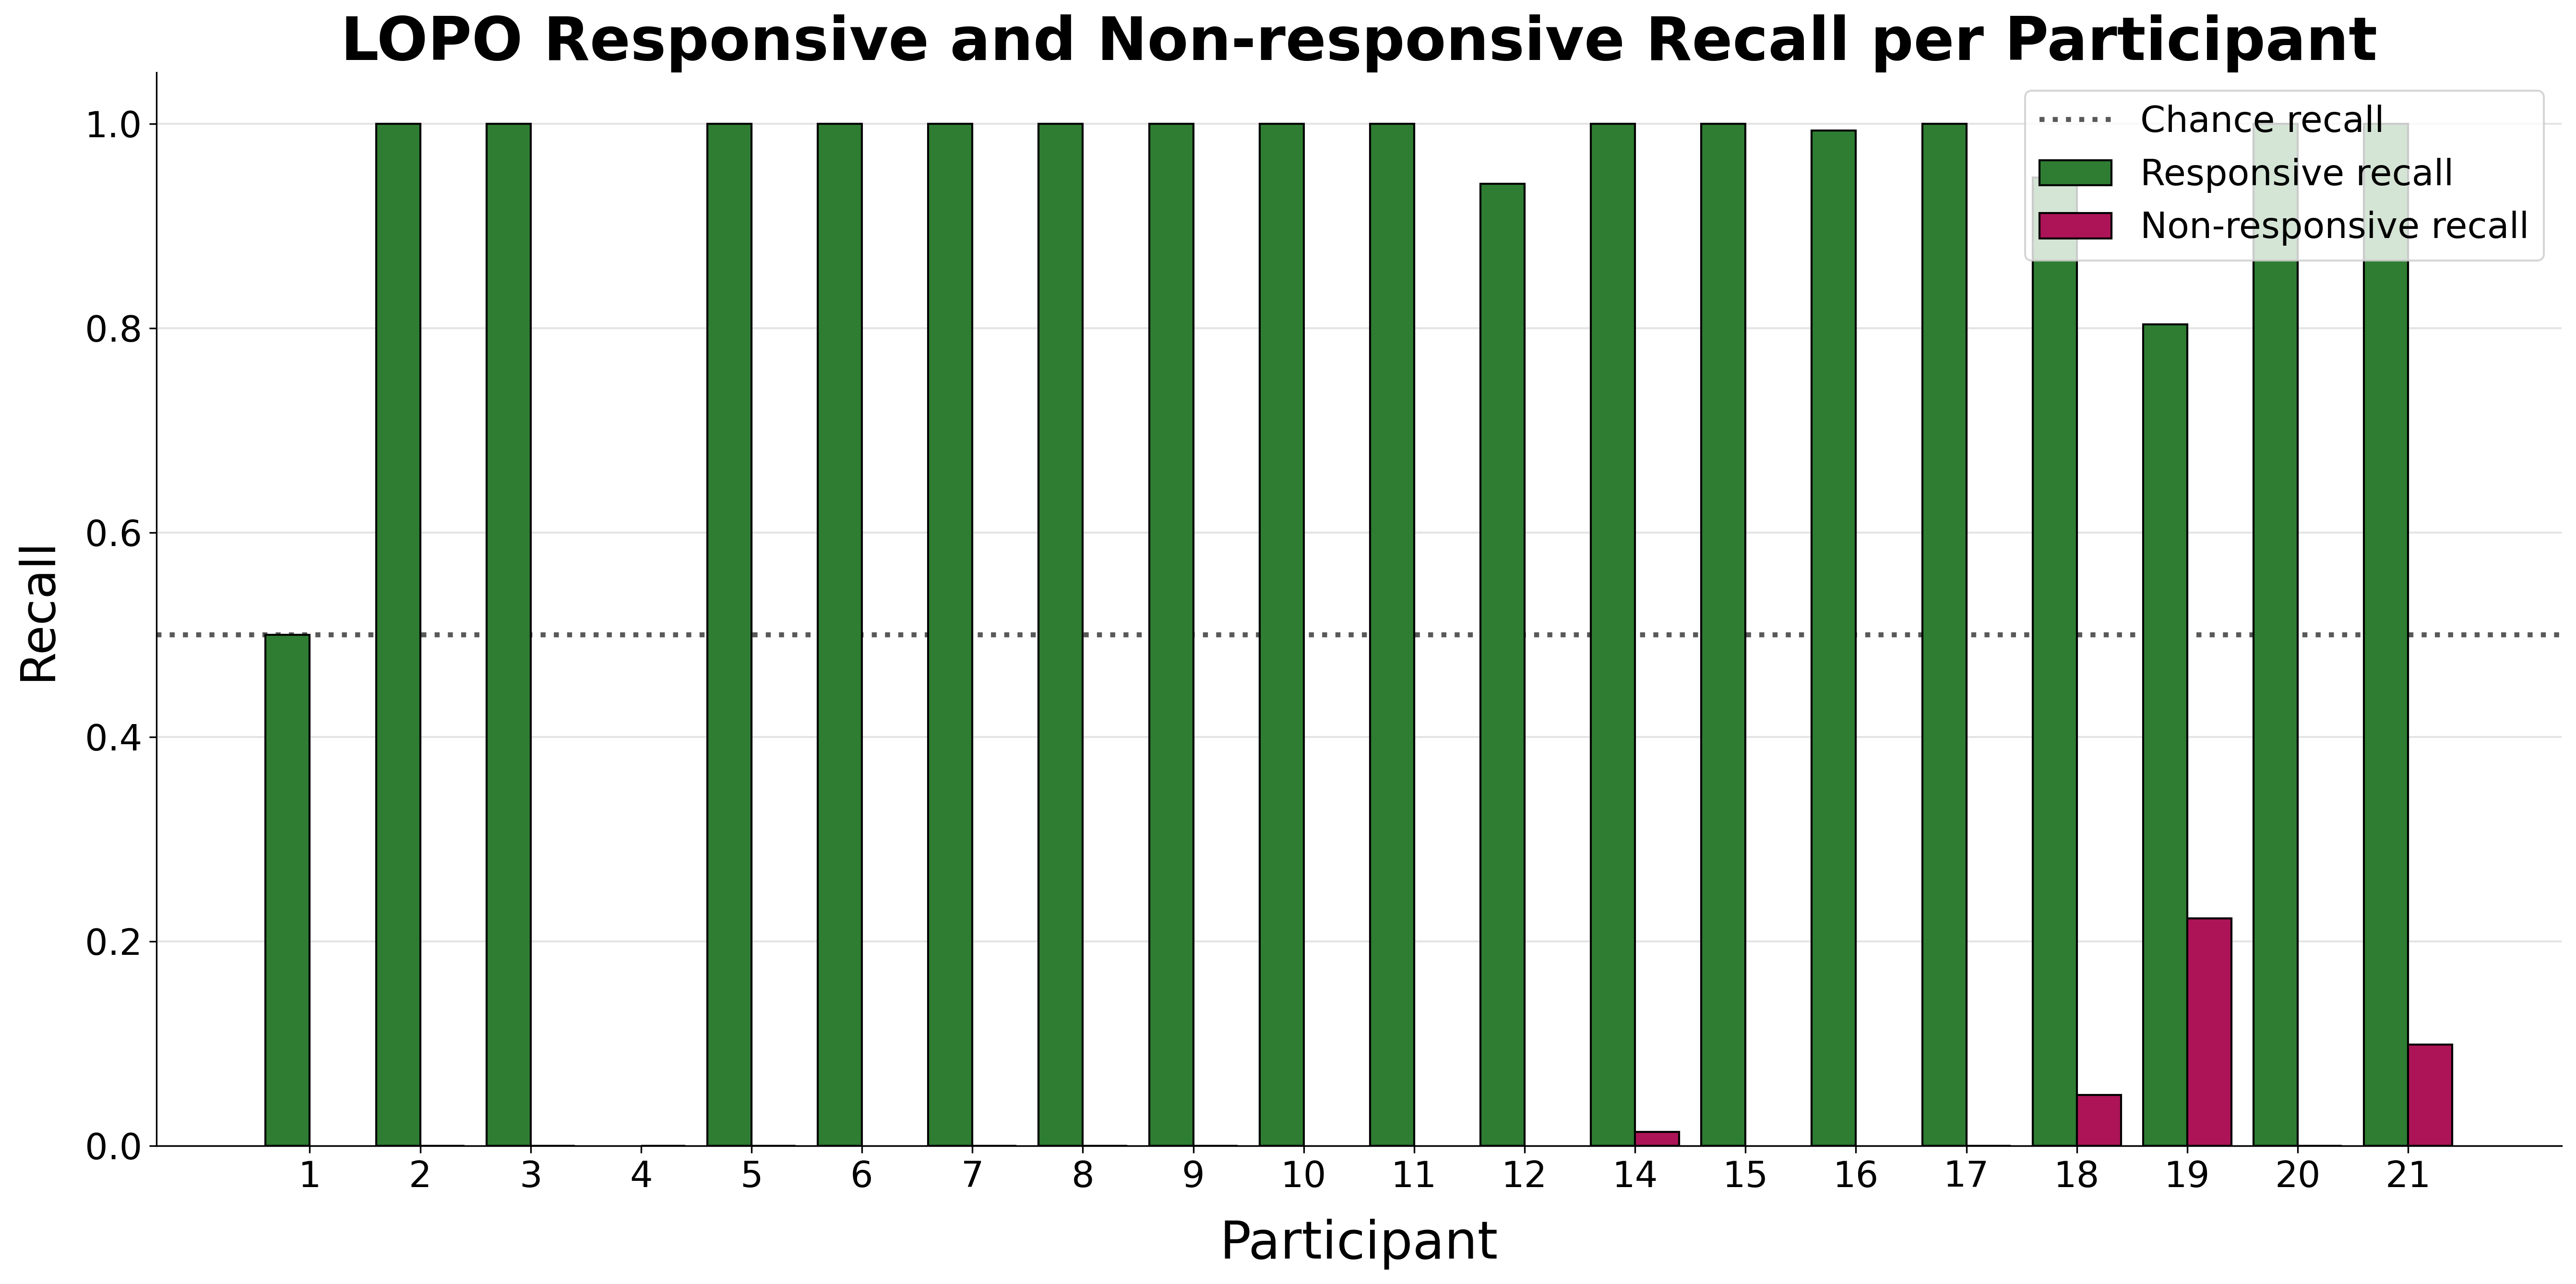 LOPO Responsive and Non-responsive Recall per Participant
Chance recall
Responsive recall
Non-responsive recall
Recall
1.0
0.8
0.6
0.4
0.2
0.0
1 2 3 4 5 6 7 8 9 10 11 12 14 15 16 17 18 19 20 21
Participant